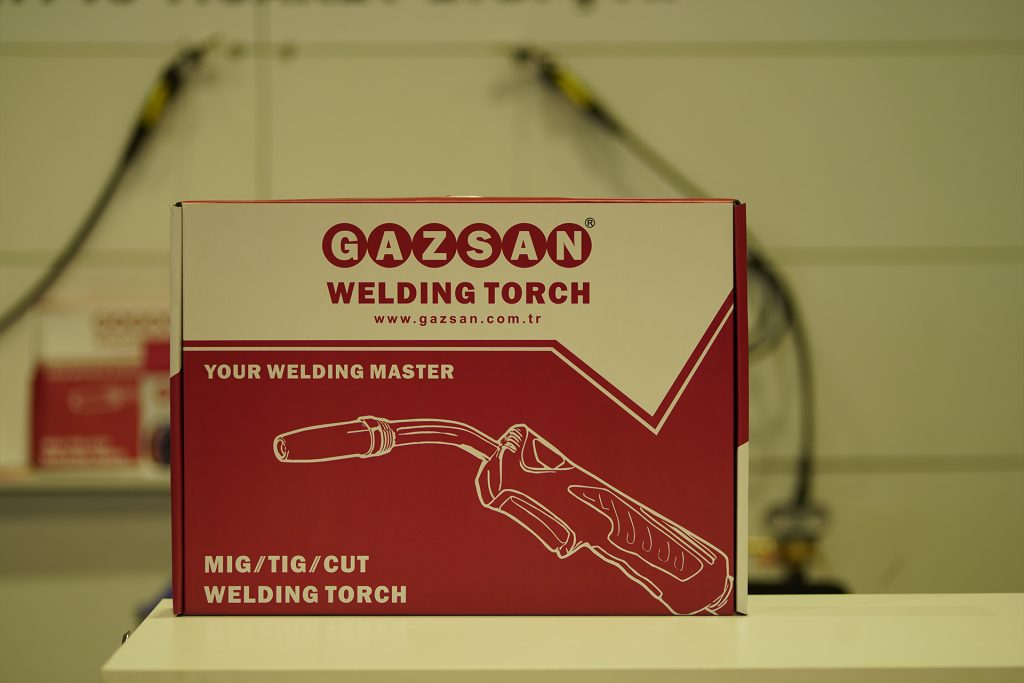 GAZSAN®
WELDING TORCH
www.gazsan.com.tr
YOUR WELDING MASTER
MIG/TIG/CUT
WELDING TORCH